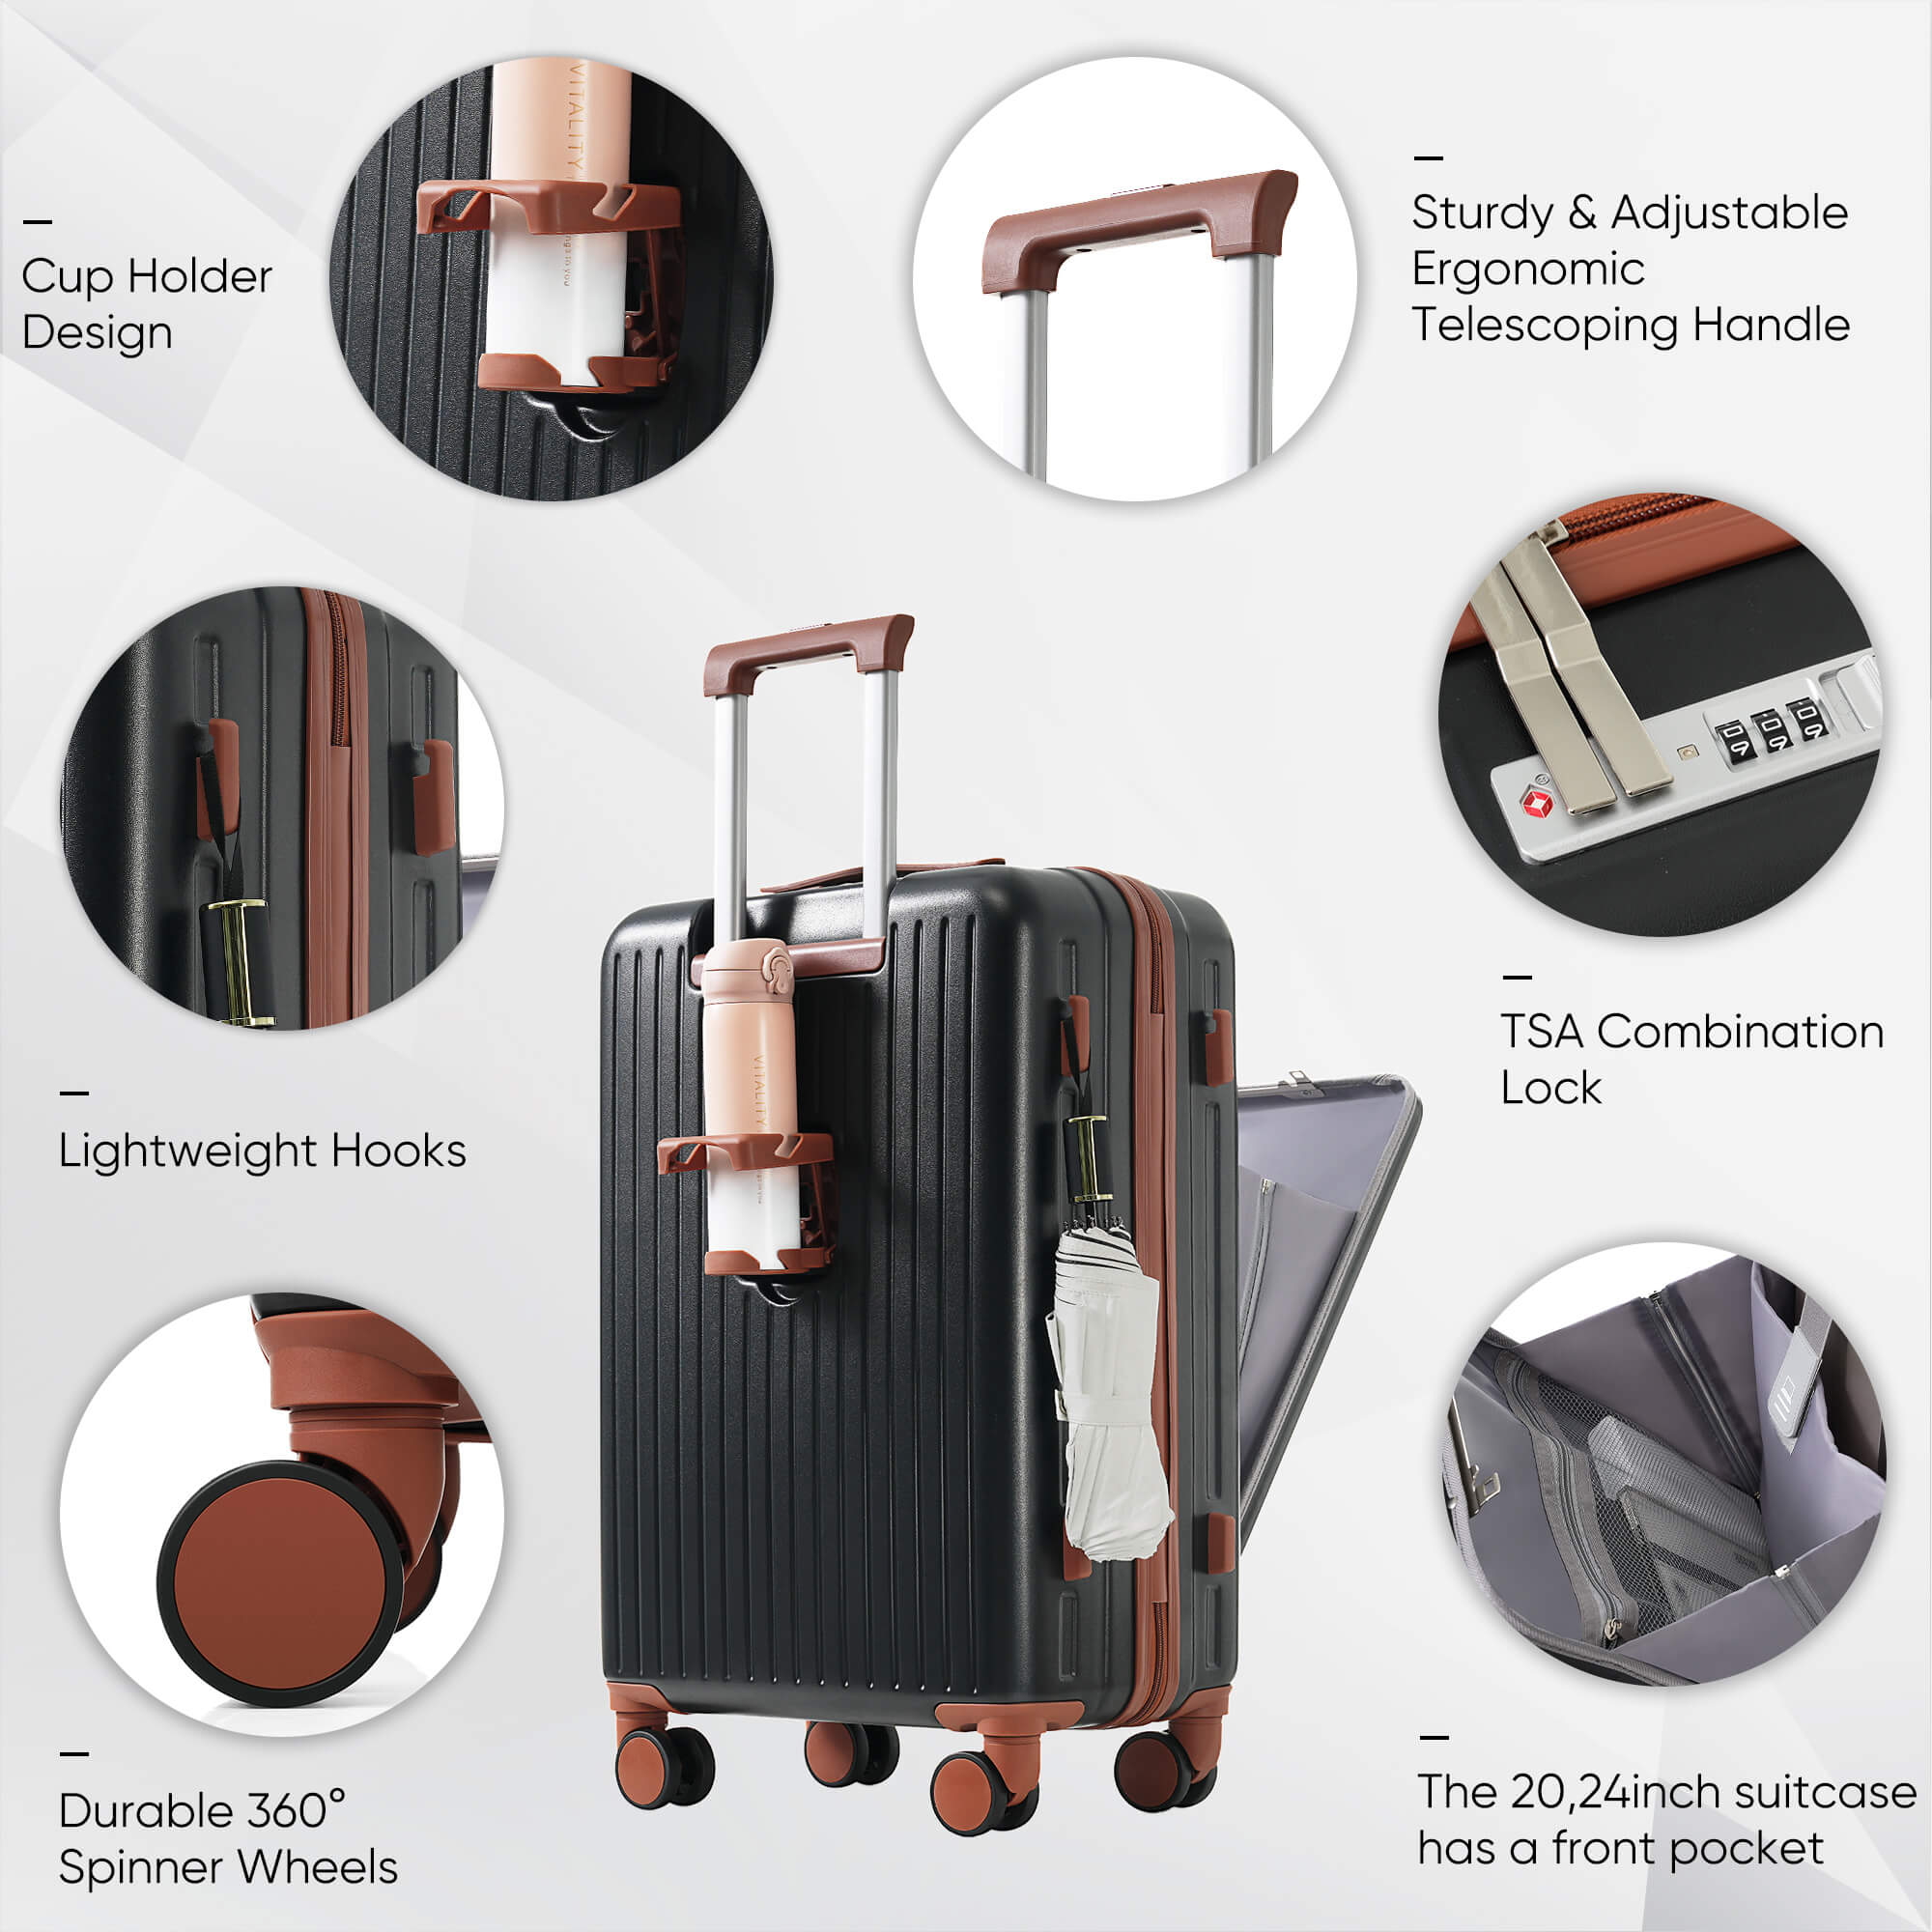 Cup Holder
Design
VITALITY
Sturdy & Adjustable
Ergonomic
Telescoping Handle
TSA Combination
Lock
Lightweight Hooks
VITALITY
Durable 360°
Spinner Wheels
The 20,24inch suitcase
has a front pocket